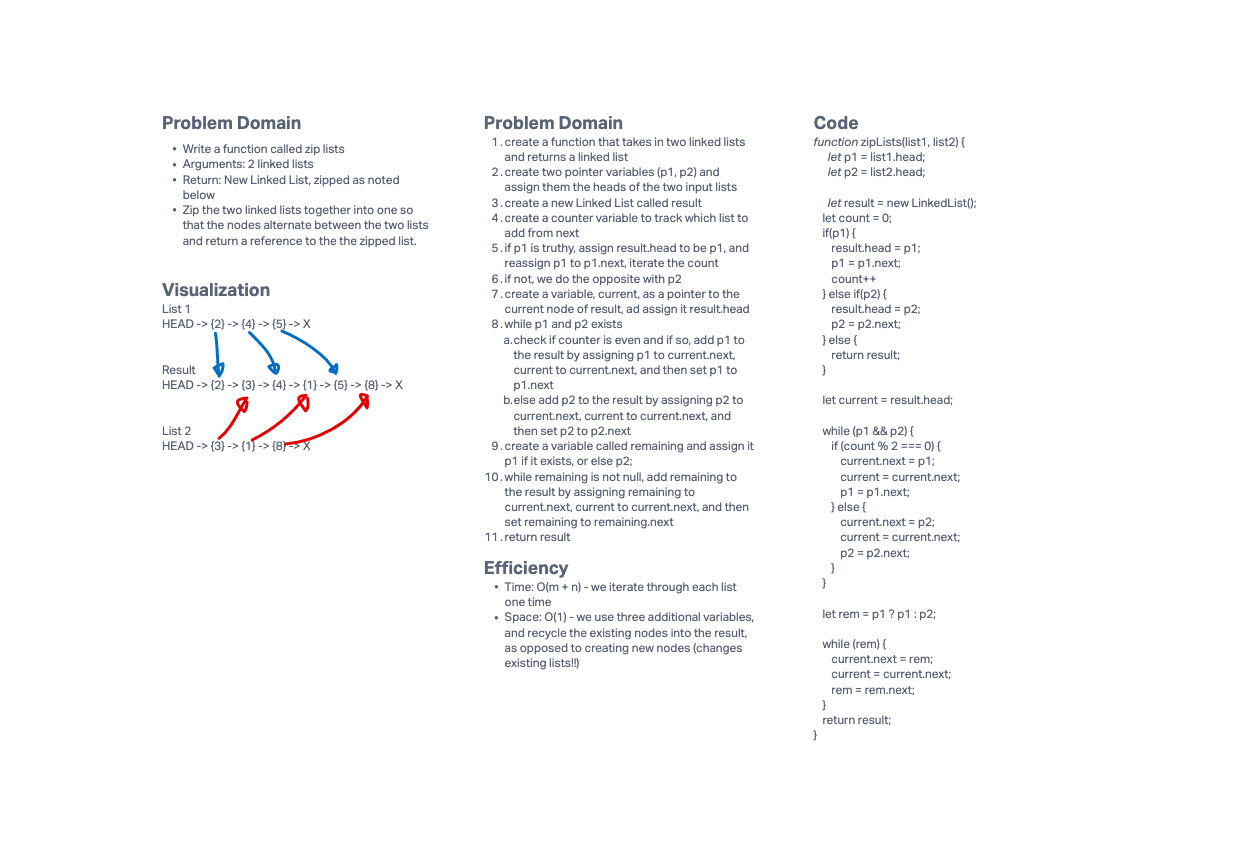 Problem Domain
• Write a function called zip lists
• Arguments: 2 linked lists
• Return: New Linked List, zipped as noted
below
• Zip the two linked lists together into one so
that the nodes alternate between the two lists
and return a reference to the the zipped list.
Visualization
List 1
HEAD -> {2} -> {4} -> {5} -> X
Result
HEAD -> {2} -> {3} -> {4} -> {1} -> {5} -> {8} -> X
List 2
HEAD -> {3} -> {1} -> {8} -> X
Problem Domain
1. create a function that takes in two linked lists
and returns a linked list
2. create two pointer variables (p1, p2) and
assign them the heads of the two input lists
3. create a new Linked List called result
4. create a counter variable to track which list to
add from next
5. if p1 is truthy, assign result.head to be p1, and
reassign p1 to p1.next, iterate the count
6. if not, we do the opposite with p2
7. create a variable, current, as a pointer to the
current node of result, ad assign it result.head
8. while p1 and p2 exists
a. check if counter is even and if so, add p1 to
the result by assigning p1 to current.next,
current to current.next, and then set p1 to
p1.next
b. else add p2 to the result by assigning p2 to
current.next, current to current.next, and
then set p2 to p2.next
9. create a variable called remaining and assign it
p1 if it exists, or else p2;
10. while remaining is not null, add remaining to
the result by assigning remaining to
current.next, current to current.next, and then
set remaining to remaining.next
11. return result
Efficiency
• Time: O(m + n) - we iterate through each list
one time
• Space: O(1) - we use three additional variables,
and recycle the existing nodes into the result,
as opposed to creating new nodes (changes
existing lists!!)
Code
function zipLists(list1, list2) {
let p1 = list1.head;
let p2 = list2.head;
let result = new LinkedList();
let count = 0;
if(p1) {
result.head = p1;
p1 = p1.next;
count++
} else if(p2) {
result.head = p2;
p2 = p2.next;
} else {
return result;
}
let current = result.head;
while (p1 && p2) {
if (count % 2 === 0) {
current.next = p1;
current = current.next;
p1 = p1.next;
} else {
current.next = p2;
current = current.next;
p2 = p2.next;
}
}
let rem = p1 ? p1 : p2;
while (rem) {
current.next = rem;
current = current.next;
rem = rem.next;
}
return result;
}